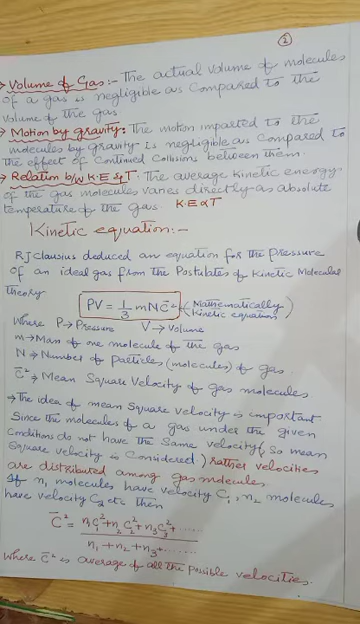 ②
→ Volume of Gas:- The actual volume of molecules
of a gas is negligible as compared to the
volume of the gas
→ Motion by gravity: The motion imparted to the
molecules by gravity is negligible as compared to
the effect of continued collisions between them.
→ Relation b/w K.E & T. The average kinetic energy
of the gas molecules varies directly as absolute
temperature of the gas. K.E ∝ T
Kinetic equation:-
RJ Clausius deduced an equation for the pressure
of an ideal gas from the Postulates of Kinetic Molecular
theory
PV = 1/3 mNC̄² (Mathematically Kinetic equation)
Where P → Pressure V → Volume
m → Mass of one molecule of the gas
N → Number of particles (molecules) of gas.
C̄² → Mean Square Velocity of gas molecules
→ The idea of mean square velocity is important
Since the molecules of a gas under the given
conditions do not have the same velocity (so mean
square velocity is considered) rather velocities
are distributed among gas molecules.
If n₁ molecules have velocity C₁, n₂ molecules
have velocity C₂ etc then
C̄² = n₁C₁² + n₂C₂² + n₃C₃² + ......
n₁ + n₂ + n₃ + ......
Where C̄² is average of all the possible velocities.